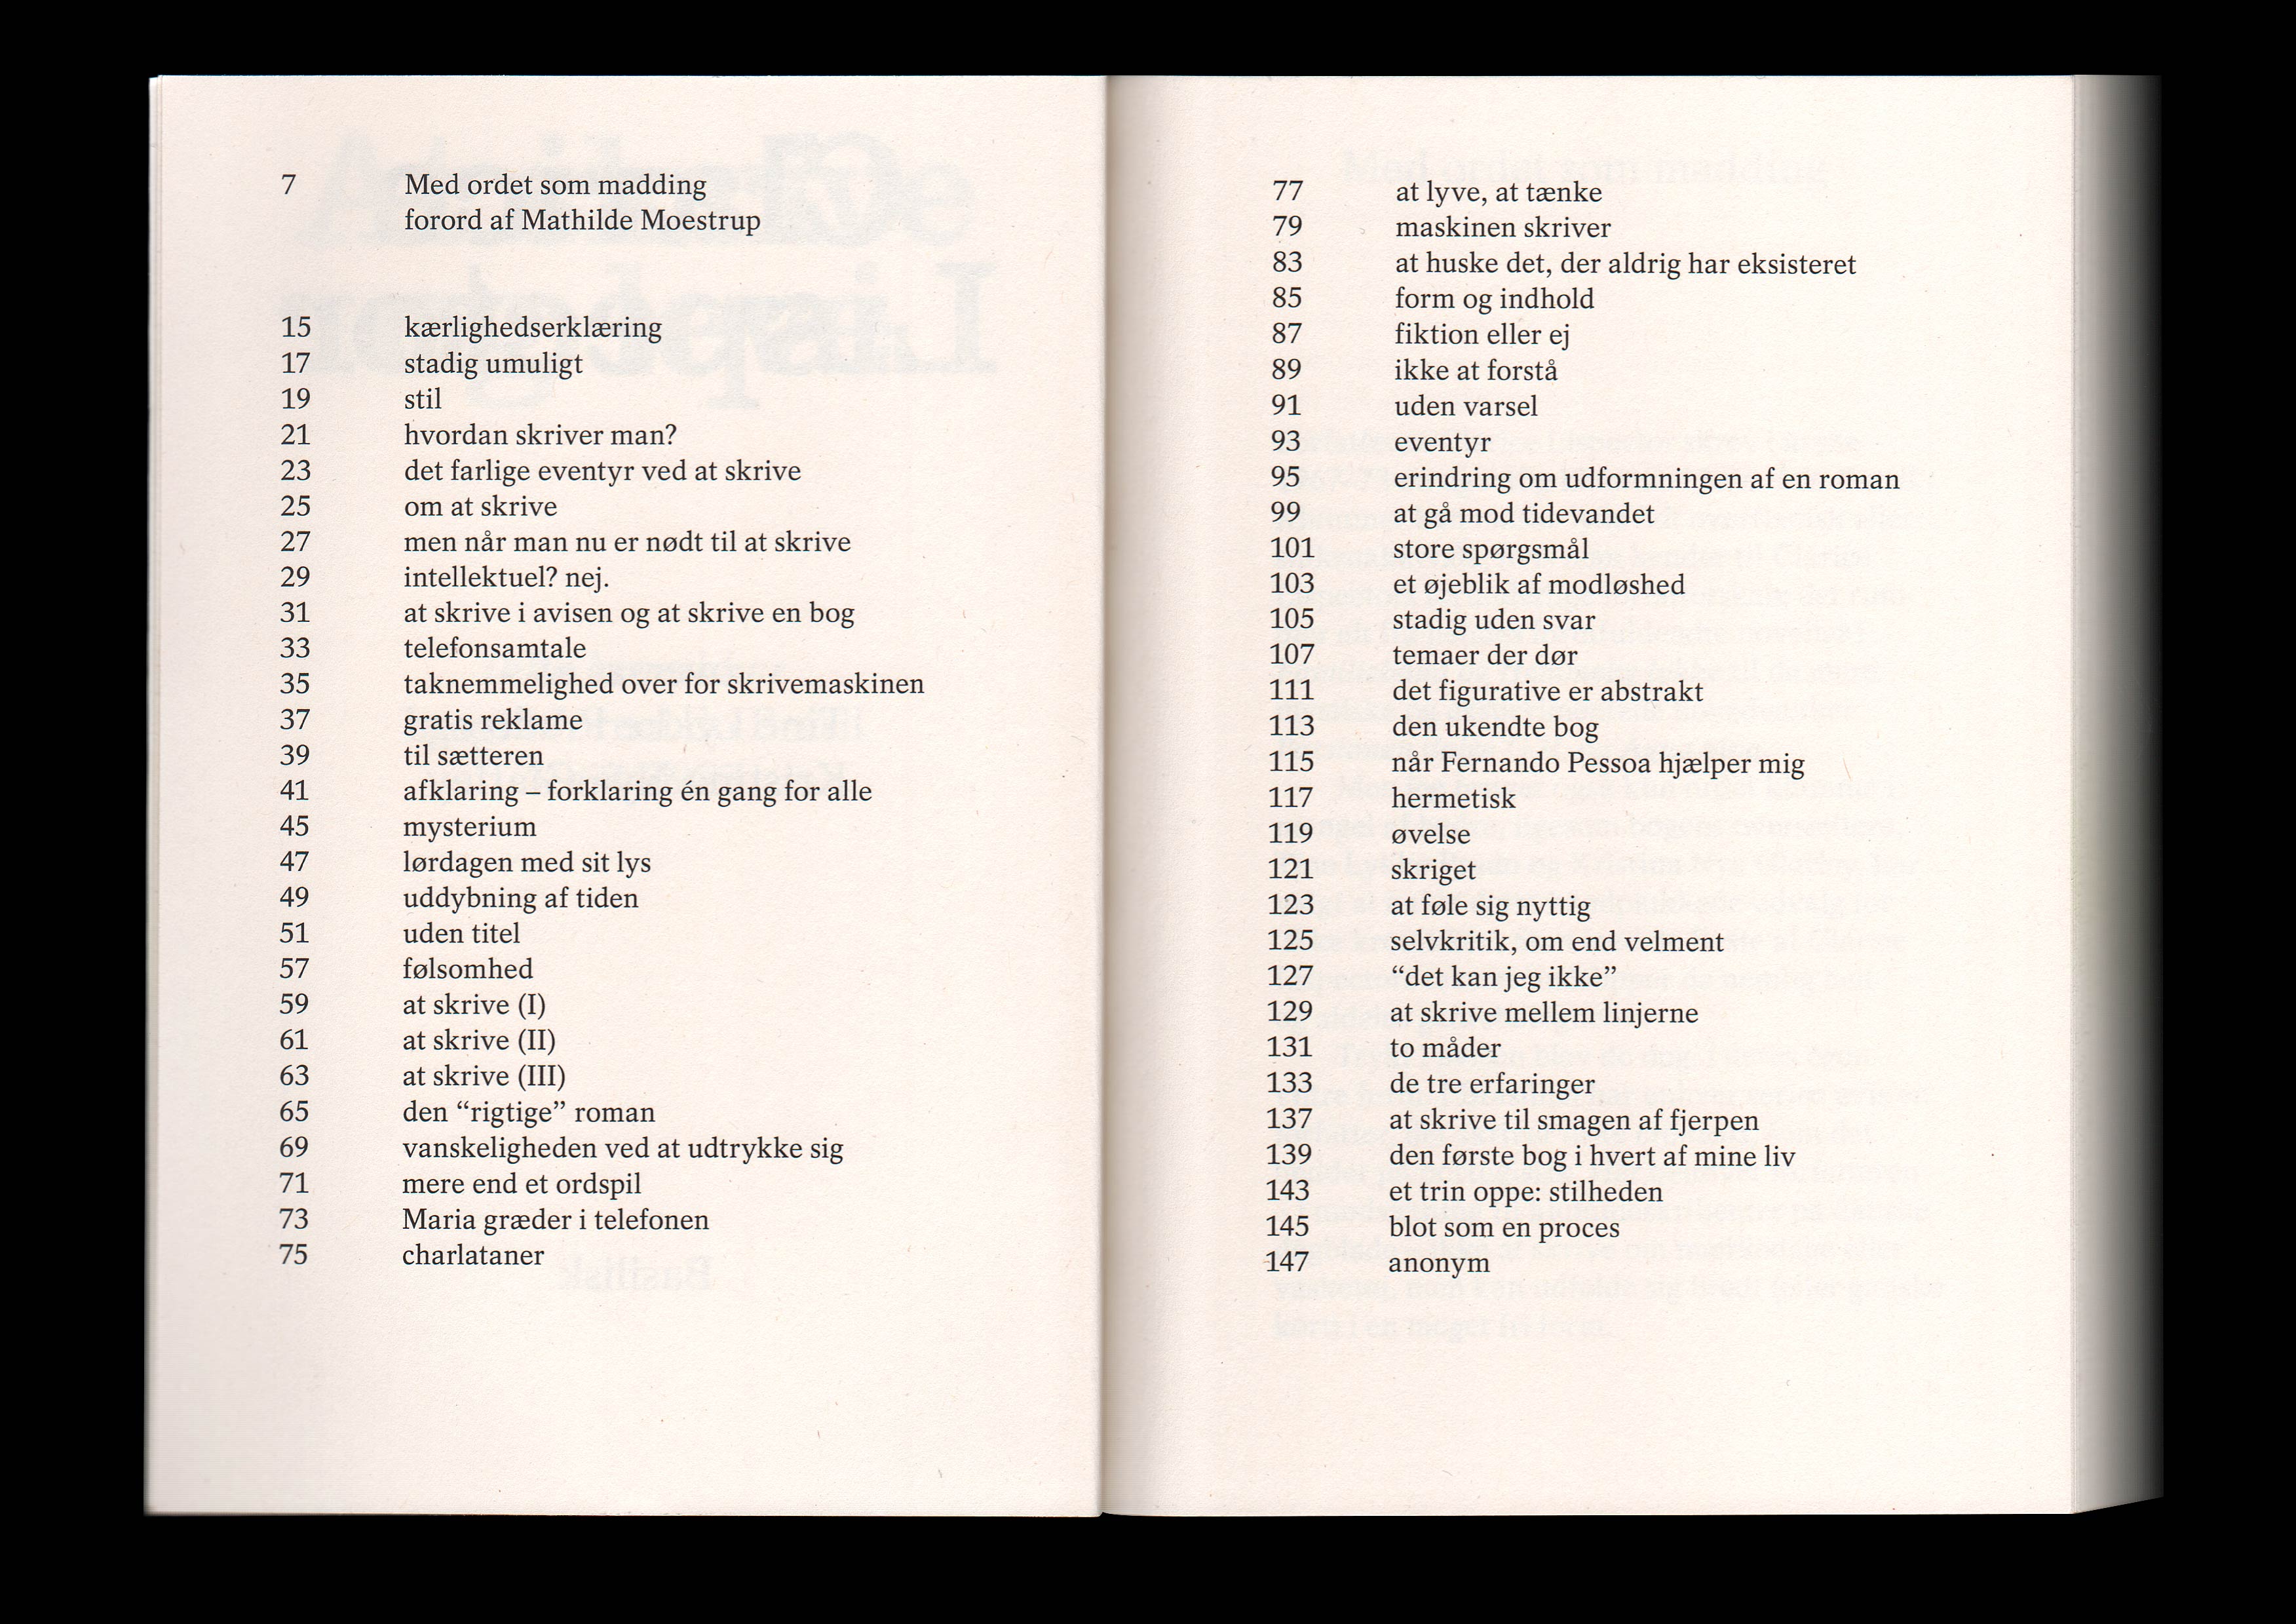 7 Med ordet som madding
forord af Mathilde Moestrup
15 kærlighedserklæring
17 stadig umuligt
19 stil
21 hvordan skriver man?
23 det farlige eventyr ved at skrive
25 om at skrive
27 men når man nu er nødt til at skrive
29 intellektuel? nej.
31 at skrive i avisen og at skrive en bog
33 telefonsamtale
35 taknemmelighed over for skrivemaskinen
37 gratis reklame
39 til sætteren
41 afklaring – forklaring én gang for alle
45 mysterium
47 lørdagen med sit lys
49 uddybning af tiden
51 uden titel
57 følsomhed
59 at skrive (I)
61 at skrive (II)
63 at skrive (III)
65 den “rigtige” roman
69 vanskeligheden ved at udtrykke sig
71 mere end et ordspil
73 Maria græder i telefonen
75 charlataner
77 at lyve, at tænke
79 maskinen skriver
83 at huske det, der aldrig har eksisteret
85 form og indhold
87 fiktion eller ej
89 ikke at forstå
91 uden varsel
93 eventyr
95 erindring om udformningen af en roman
99 at gå mod tidevandet
101 store spørgsmål
103 et øjeblik af modløshed
105 stadig uden svar
107 temaer der dør
111 det figurative er abstrakt
113 den ukendte bog
115 når Fernando Pessoa hjælper mig
117 hermetisk
119 øvelse
121 skriget
123 at føle sig nyttig
125 selvkritik, om end velment
127 “det kan jeg ikke”
129 at skrive mellem linjerne
131 to måder
133 de tre erfaringer
137 at skrive til smagen af fjerpen
139 den første bog i hvert af mine liv
143 et trin oppe: stilheden
145 blot som en proces
147 anonym